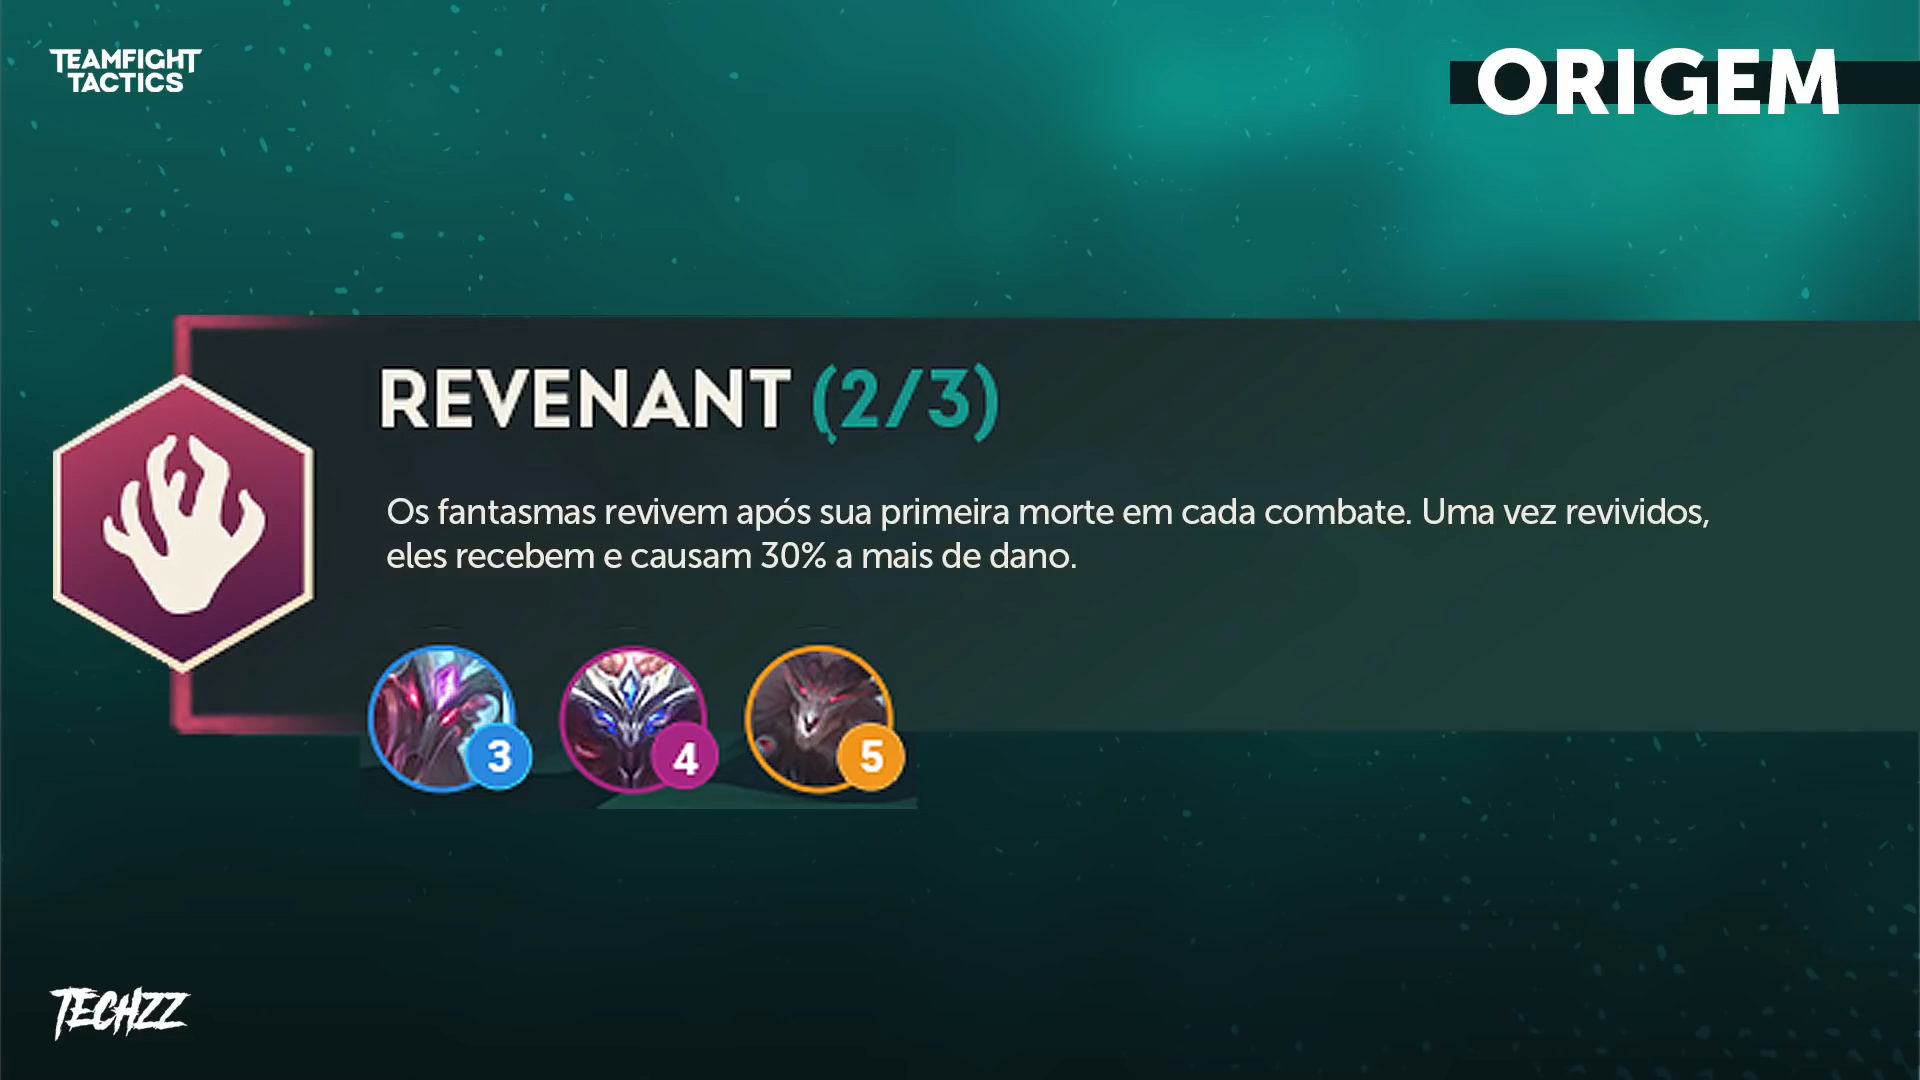 TEAMFIGHT
TACTICS
ORIGEM
REVENANT (2/3)
Os fantasmas revivem após sua primeira morte em cada combate. Uma vez revividos,
eles recebem e causam 30% a mais de dano.
3 4 5
TECHZZ